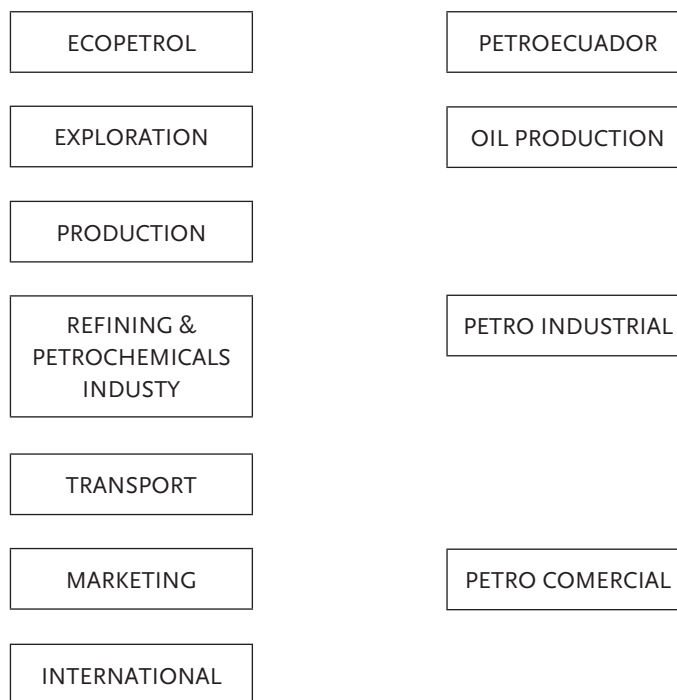 ECOPETROL
PETROECUADOR
EXPLORATION
OIL PRODUCTION
PRODUCTION
REFINING &
PETROCHEMICALS
INDUSTY
PETRO INDUSTRIAL
TRANSPORT
MARKETING
PETRO COMERCIAL
INTERNATIONAL